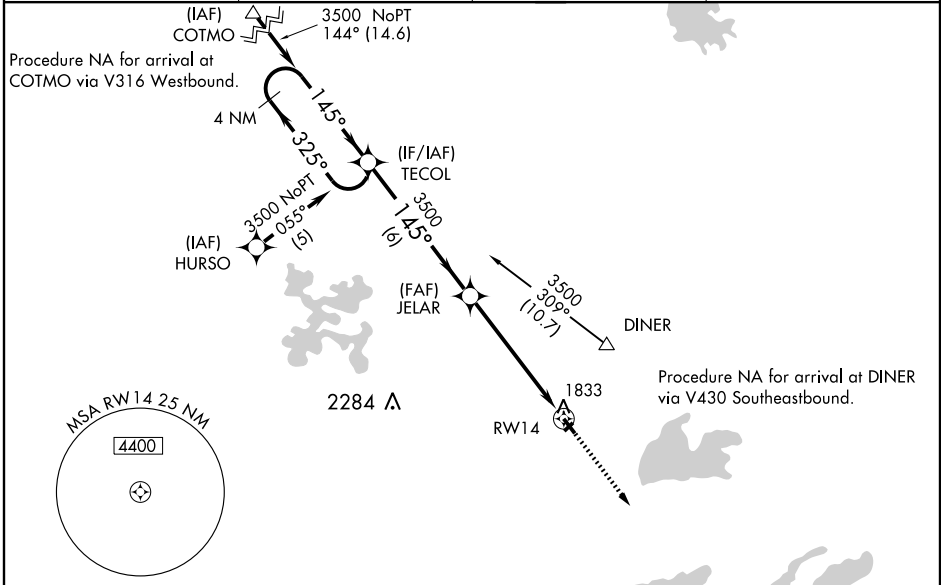 (IAF)
COTMO
3500 NoPT
144° (14.6)
Procedure NA for arrival at
COTMO via V316 Westbound.
4 NM
145°
325°
(IF/IAF)
TECOL
3500 NoPT
055°
(5)
(IAF)
HURSO
3500
145°
(6)
(FAF)
JELAR
3500
309°
(10.7)
DINER
Procedure NA for arrival at DINER
via V430 Southeastbound.
2284
1833
RW14
MSA RW14 25 NM
4400